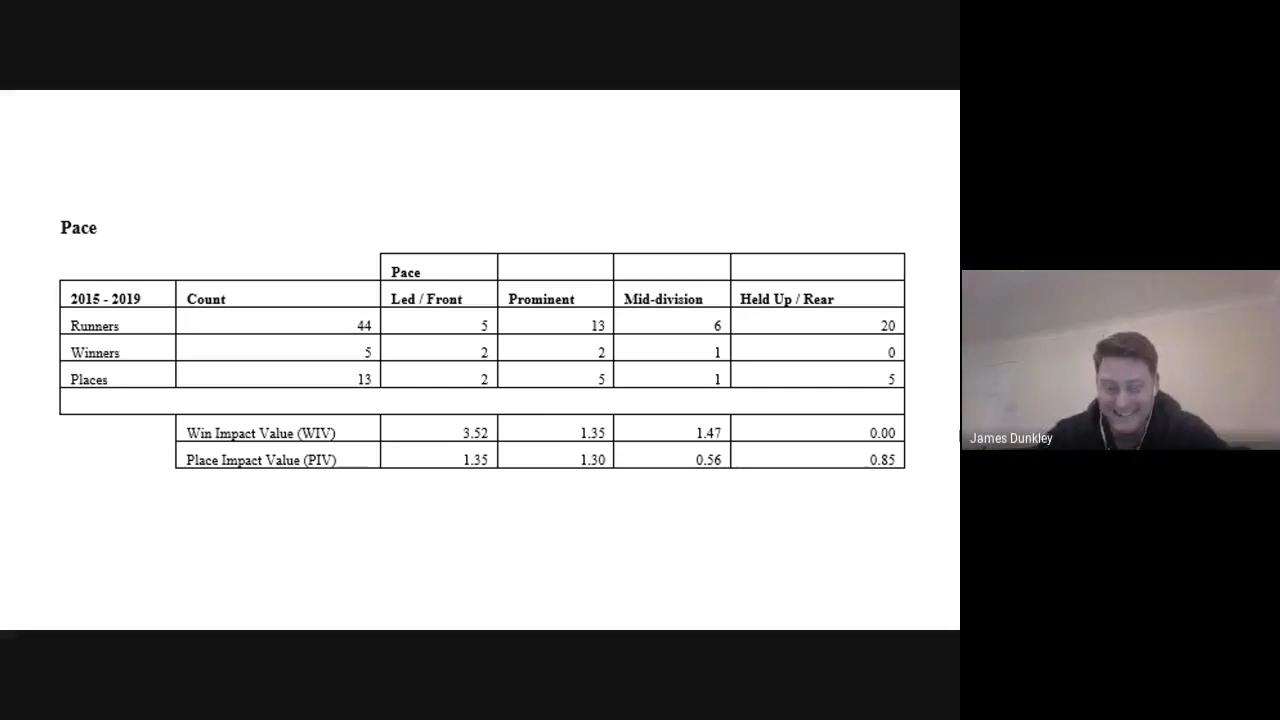 Pace
Pace
2015 - 2019 Count Led / Front Prominent Mid-division Held Up / Rear
Runners 44 5 13 6 20
Winners 5 2 2 1 0
Places 13 2 5 1 5
Win Impact Value (WIV) 3.52 1.35 1.47 0.00
Place Impact Value (PIV) 1.35 1.30 0.56 0.85
James Dunkley